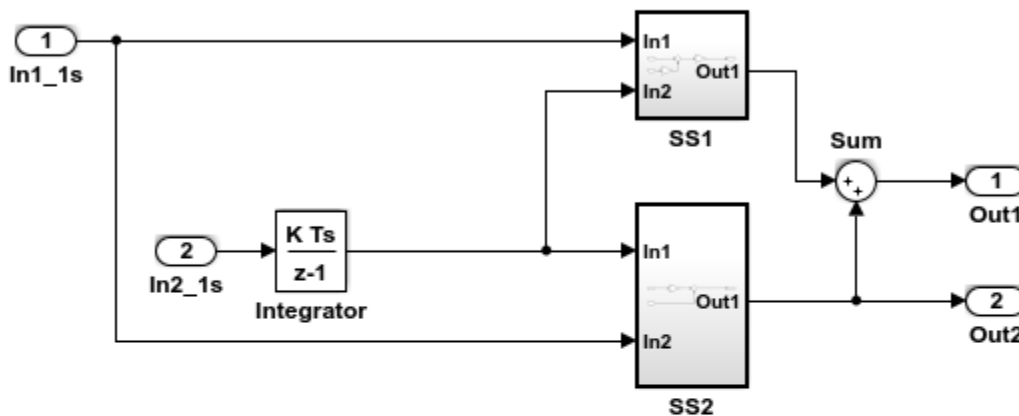 1
In1_1s
In1
In2
Out1
SS1
Sum
+
+
1
Out1
2
In2_1s
K Ts
z-1
Integrator
In1
Out1
In2
SS2
2
Out2